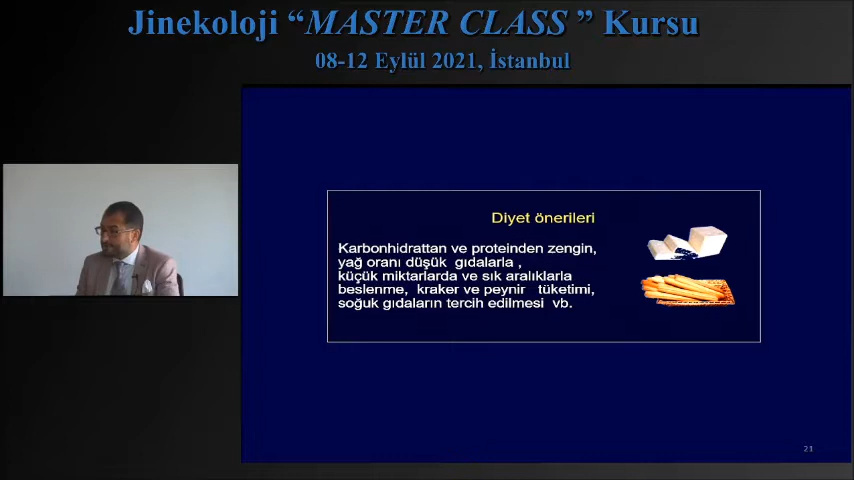 Jinekoloji “MASTER CLASS ” Kursu
08-12 Eylül 2021, İstanbul
Diyet önerileri
Karbonhidrattan ve proteinden zengin,
yağ oranı düşük gıdalarla ,
küçük miktarlarda ve sık aralıklarla
beslenme, kraker ve peynir tüketimi,
soğuk gıdaların tercih edilmesi vb.
21